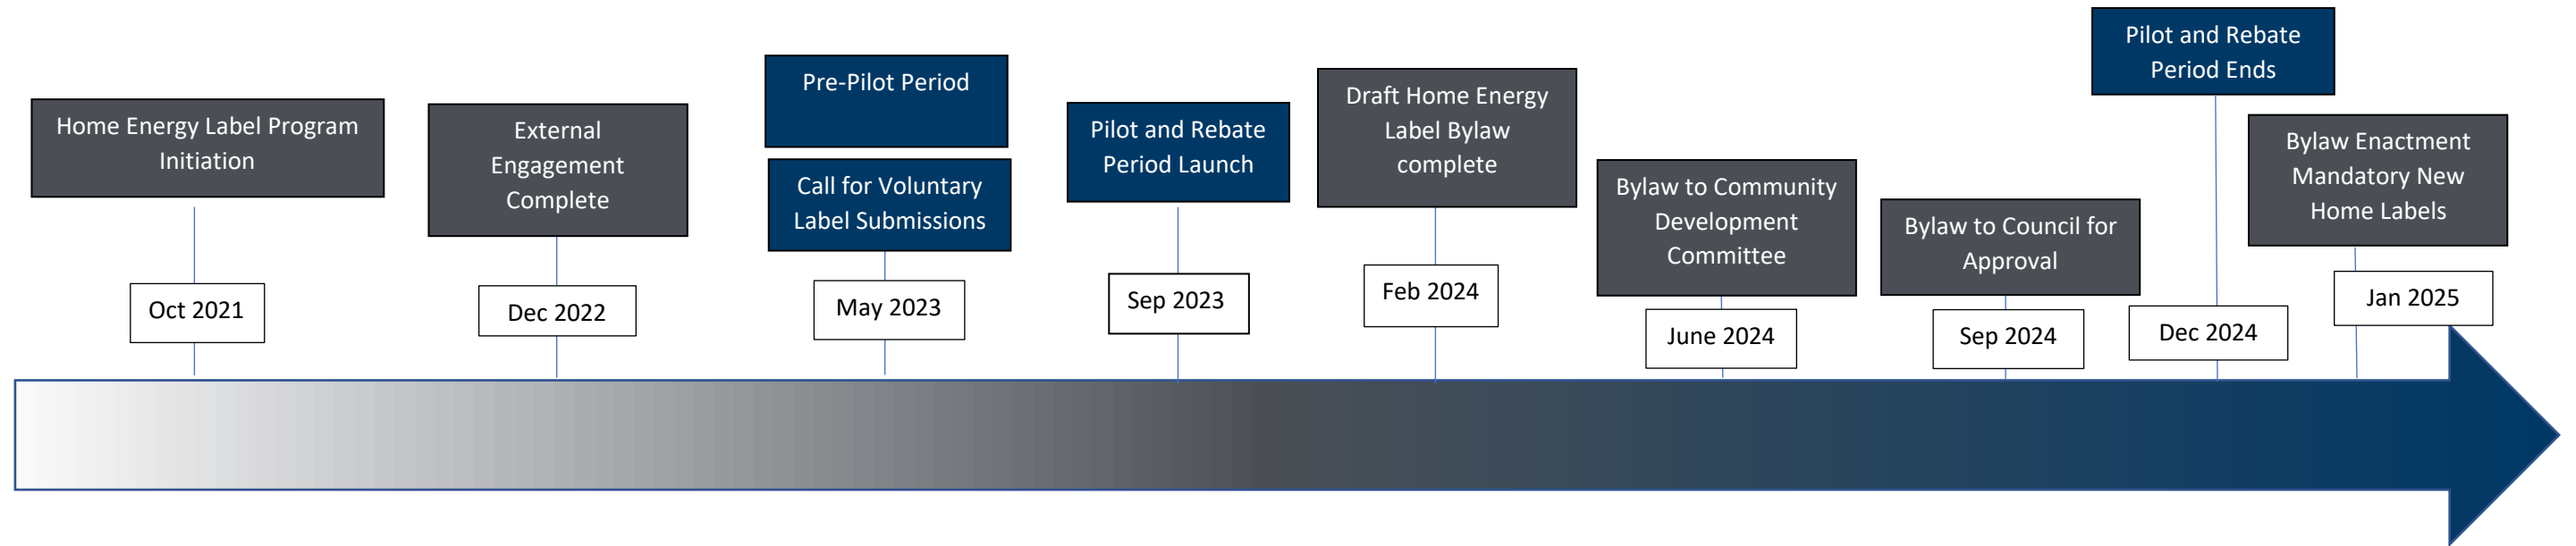 Home Energy Label Program
Initiation
Oct 2021
External
Engagement
Complete
Dec 2022
Pre-Pilot Period
Call for Voluntary
Label Submissions
May 2023
Pilot and Rebate
Period Launch
Sep 2023
Draft Home Energy
Label Bylaw
complete
Feb 2024
Bylaw to Community
Development
Committee
June 2024
Bylaw to Council for
Approval
Sep 2024
Pilot and Rebate
Period Ends
Dec 2024
Bylaw Enactment
Mandatory New
Home Labels
Jan 2025